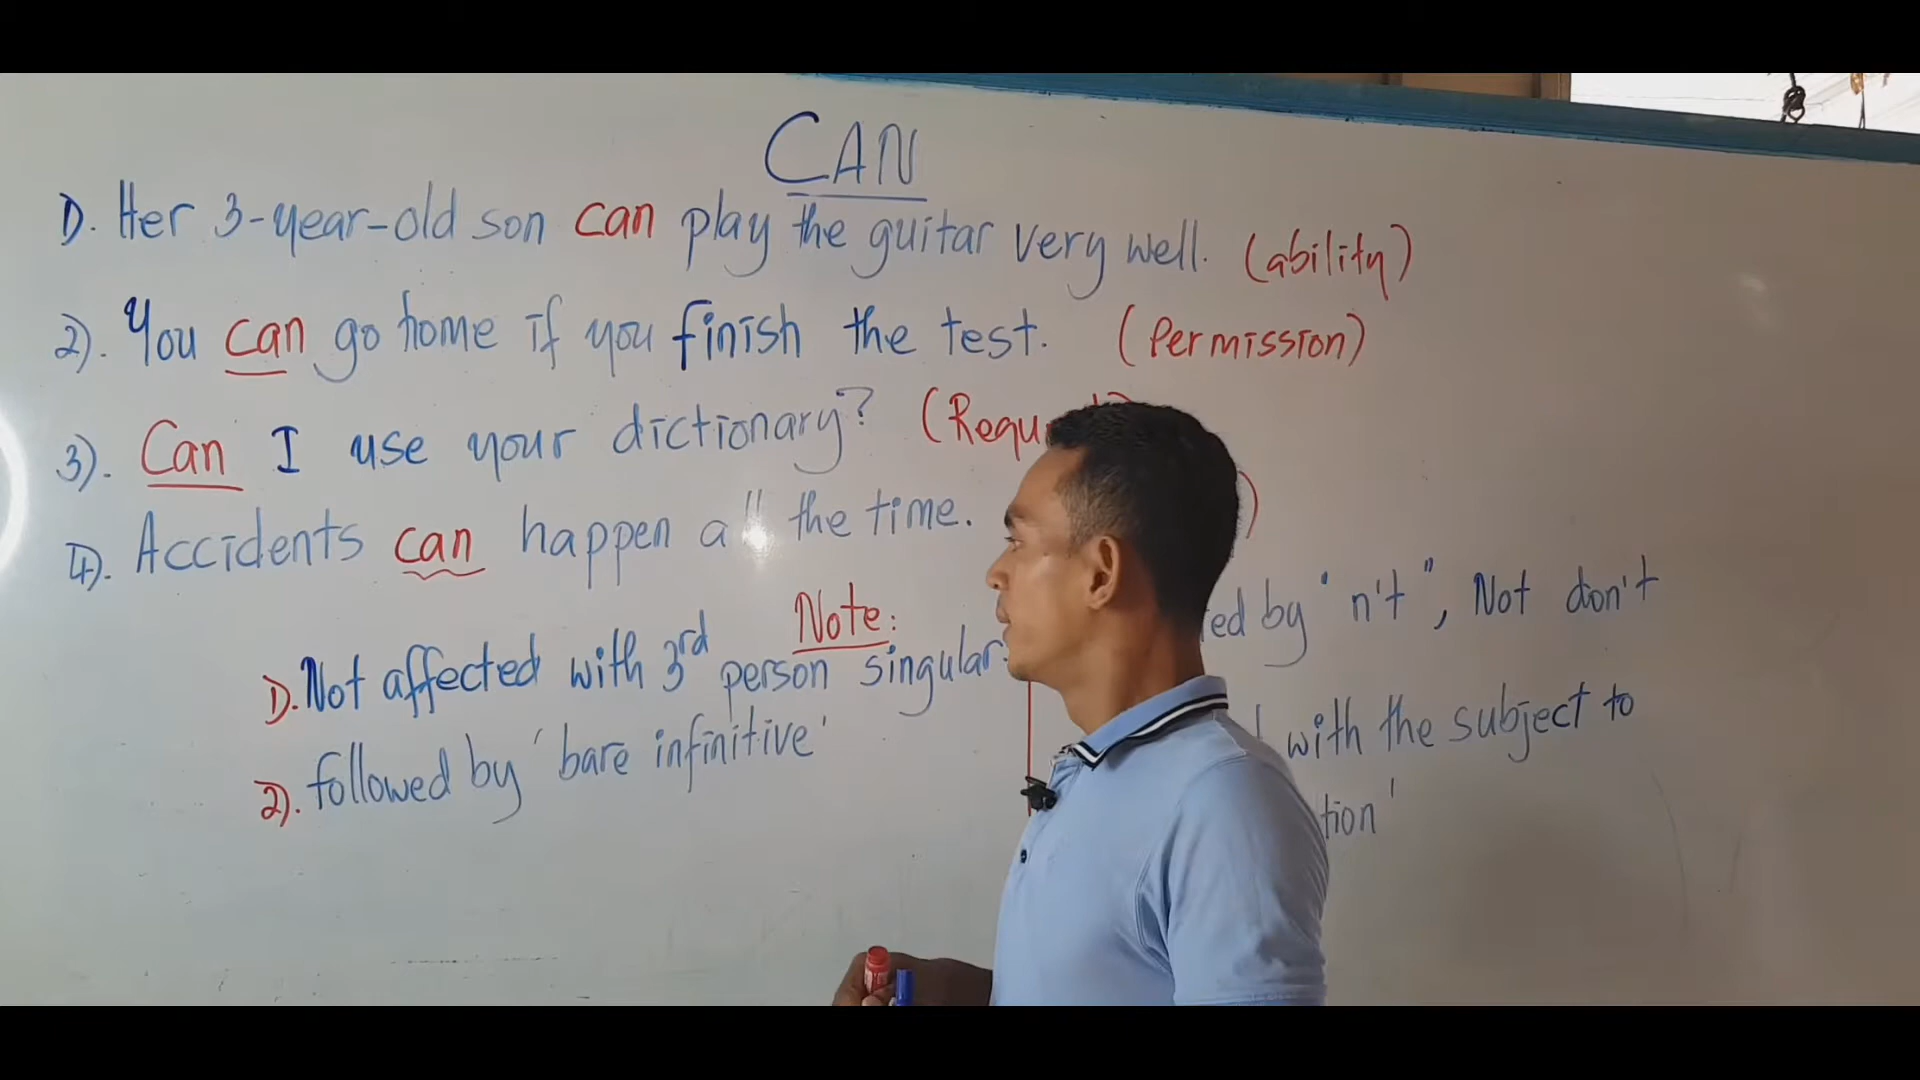 CAN
1). Her 3-year-old son can play the guitar very well. (ability)
2). You can go home if you finish the test. (Permission)
3). Can I use your dictionary? (Requ
4). Accidents can happen all the time. )
Note:
1). Not affected with 3rd person singular.
2). followed by 'bare infinitive'
ed by "n't", Not don't
with the subject to
tion'